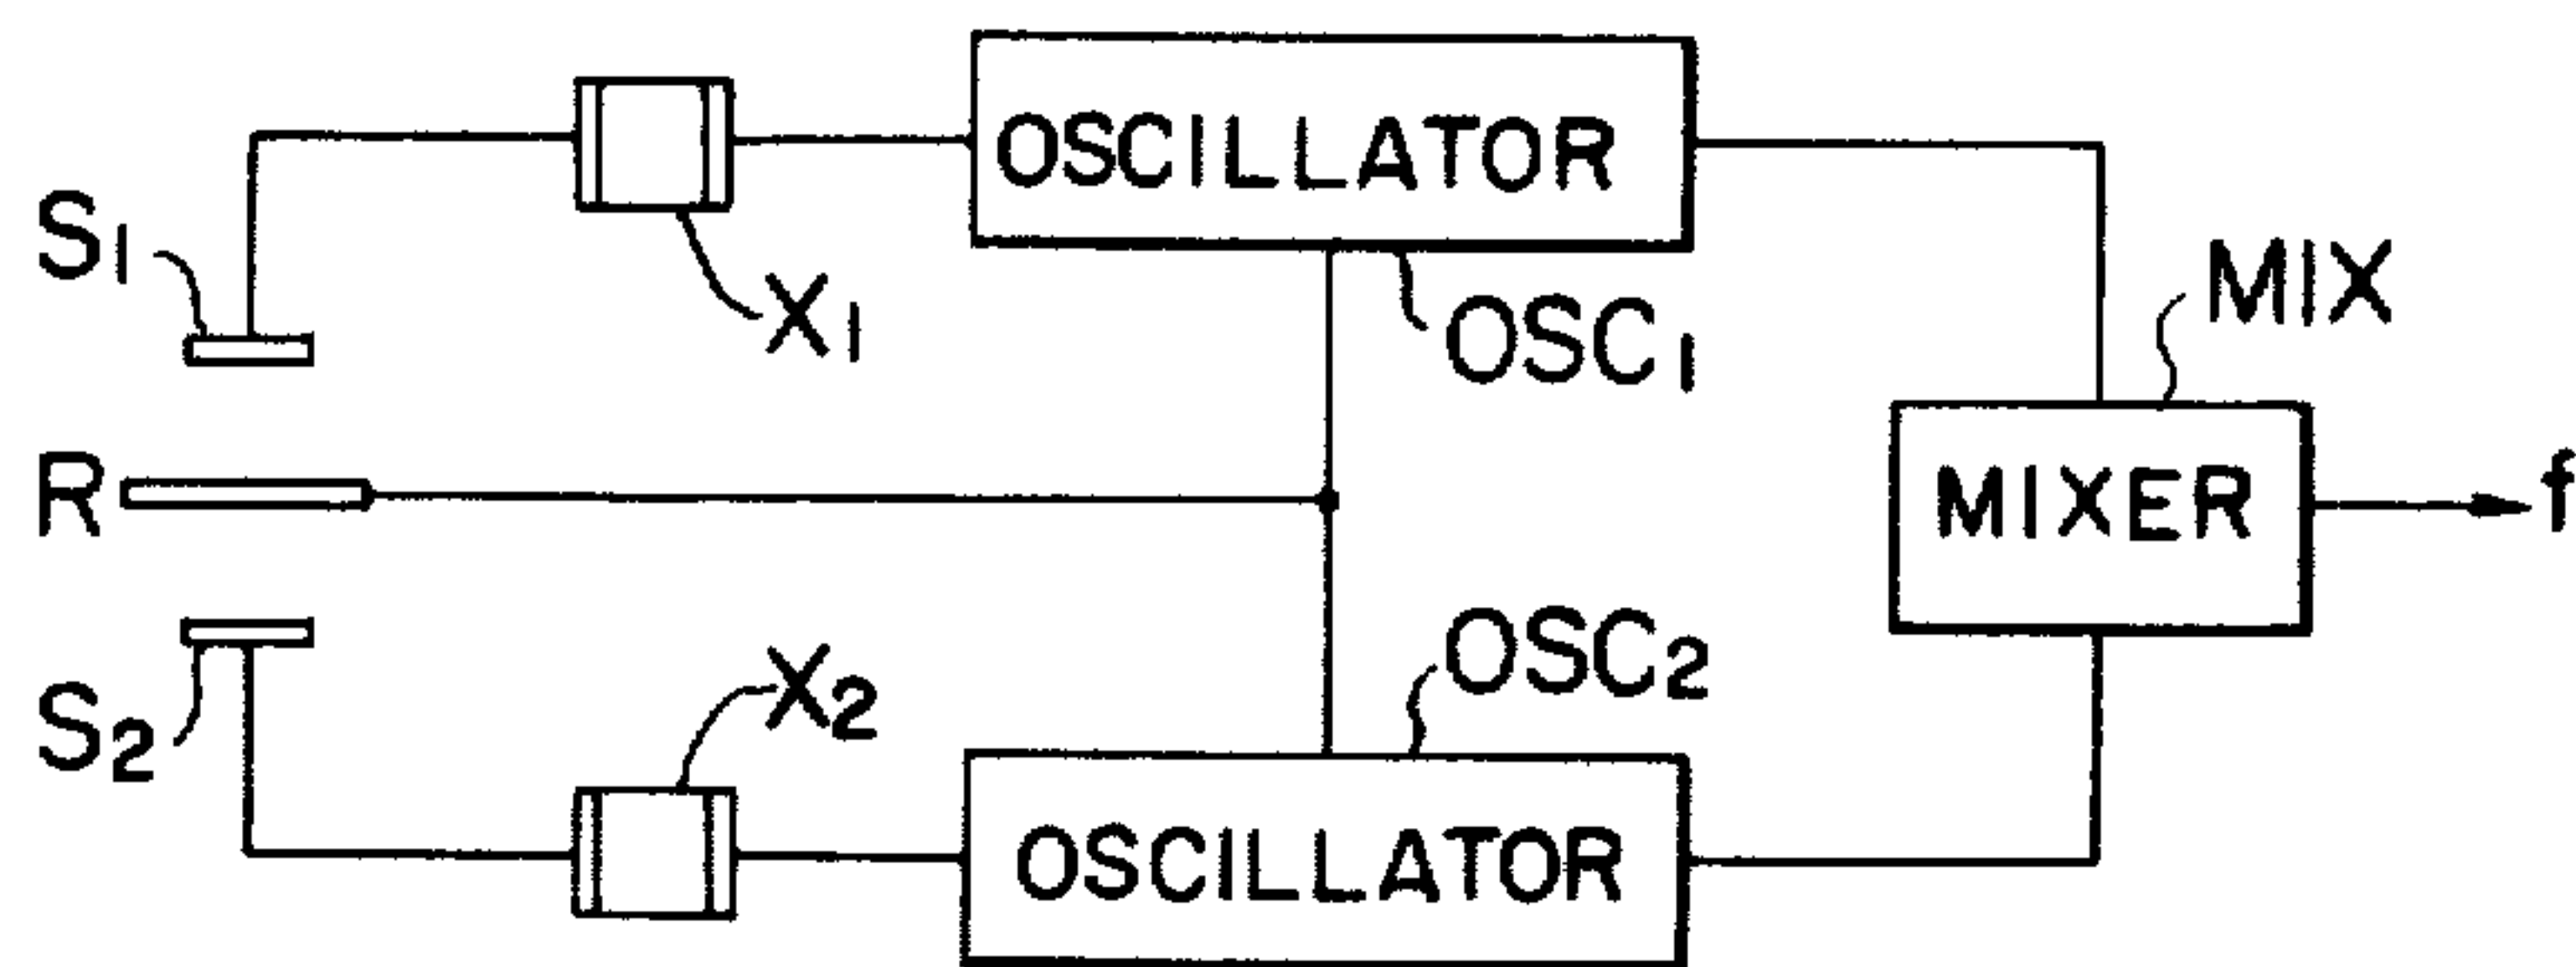 OSCILLATOR
S1
X1
OSC1
MIX
R
MIXER
f
OSC2
X2
S2
OSCILLATOR